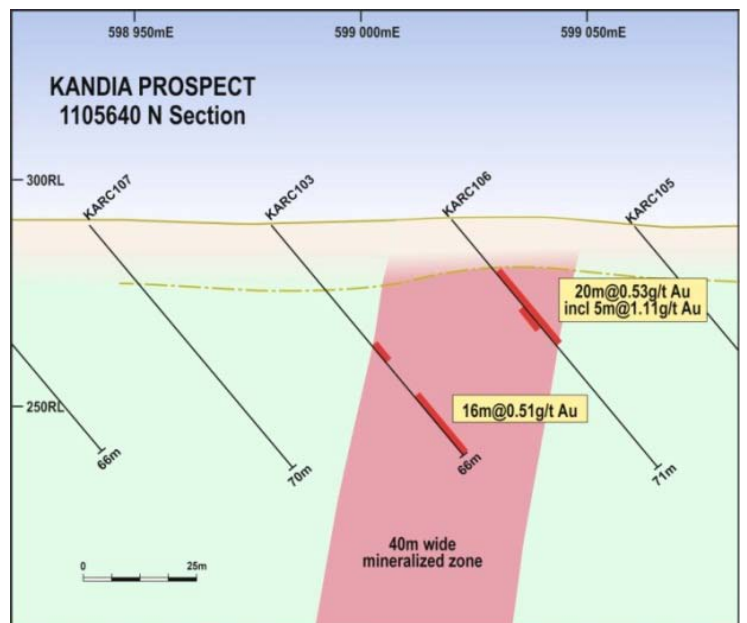 598 950mE
599 000mE
599 050mE
KANDIA PROSPECT
1105640 N Section
300RL
KARC107
KARC103
KARC106
KARC105
20m@0.53g/t Au
incl 5m@1.11g/t Au
250RL
16m@0.51g/t Au
66m
70m
66m
71m
40m wide
mineralized zone
0
25m